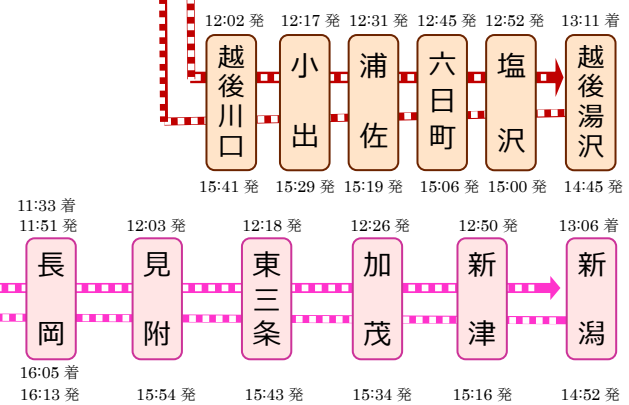 12:02 発 12:17 発 12:31 発 12:45 発 12:52 発 13:11 着
越後川口 小出 浦佐 六日町 塩沢 越後湯沢
15:41 発 15:29 発 15:19 発 15:06 発 15:00 発 14:45 発
11:33 着
11:51 発 12:03 発 12:18 発 12:26 発 12:50 発 13:06 着
長岡 見附 東三条 加茂 新津 新潟
16:05 着
16:13 発 15:54 発 15:43 発 15:34 発 15:16 発 14:52 発